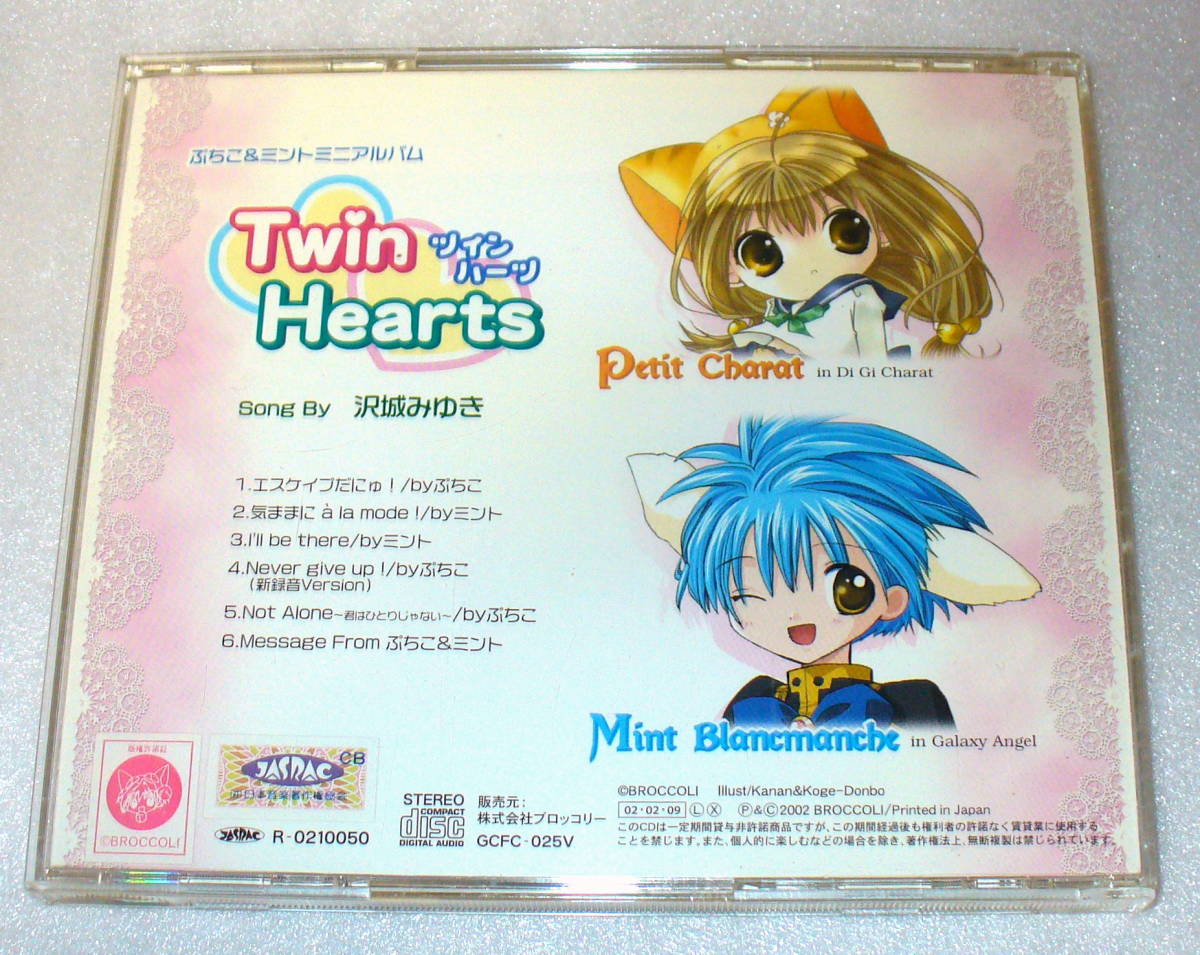 ぷちこ&ミントミニアルバム
Twin
ツイン
ハーツ
Hearts
Song By 沢城みゆき
1.エスケイプだにゅ！/byぷちこ
2.気ままに à la mode !/byミント
3.I'll be there/byミント
4.Never give up !/byぷちこ
(新録音Version)
5.Not Alone～君はひとりじゃない～/byぷちこ
6.Message From ぷちこ&ミント
Petit Charat in Di Gi Charat
Mint Blancmanche in Galaxy Angel
版権許諾証
©BROCCOLI
JASRAC
CB
JASRAC R-0210050
STEREO
COMPACT
disc
DIGITAL AUDIO
販売元：
株式会社ブロッコリー
GCFC-025V
©BROCCOLI Illust/Kanan&Koge-Donbo
02・02・09 L X Ⓟ&©2002 BROCCOLI/Printed in Japan
このCDは一定期間貸与非許諾商品ですが、この期間経過後も権利者の許諾なく賃貸業に使用する
ことを禁じます。また、個人的に楽しむなどの場合を除き、著作権法上、無断複製は禁じられています。